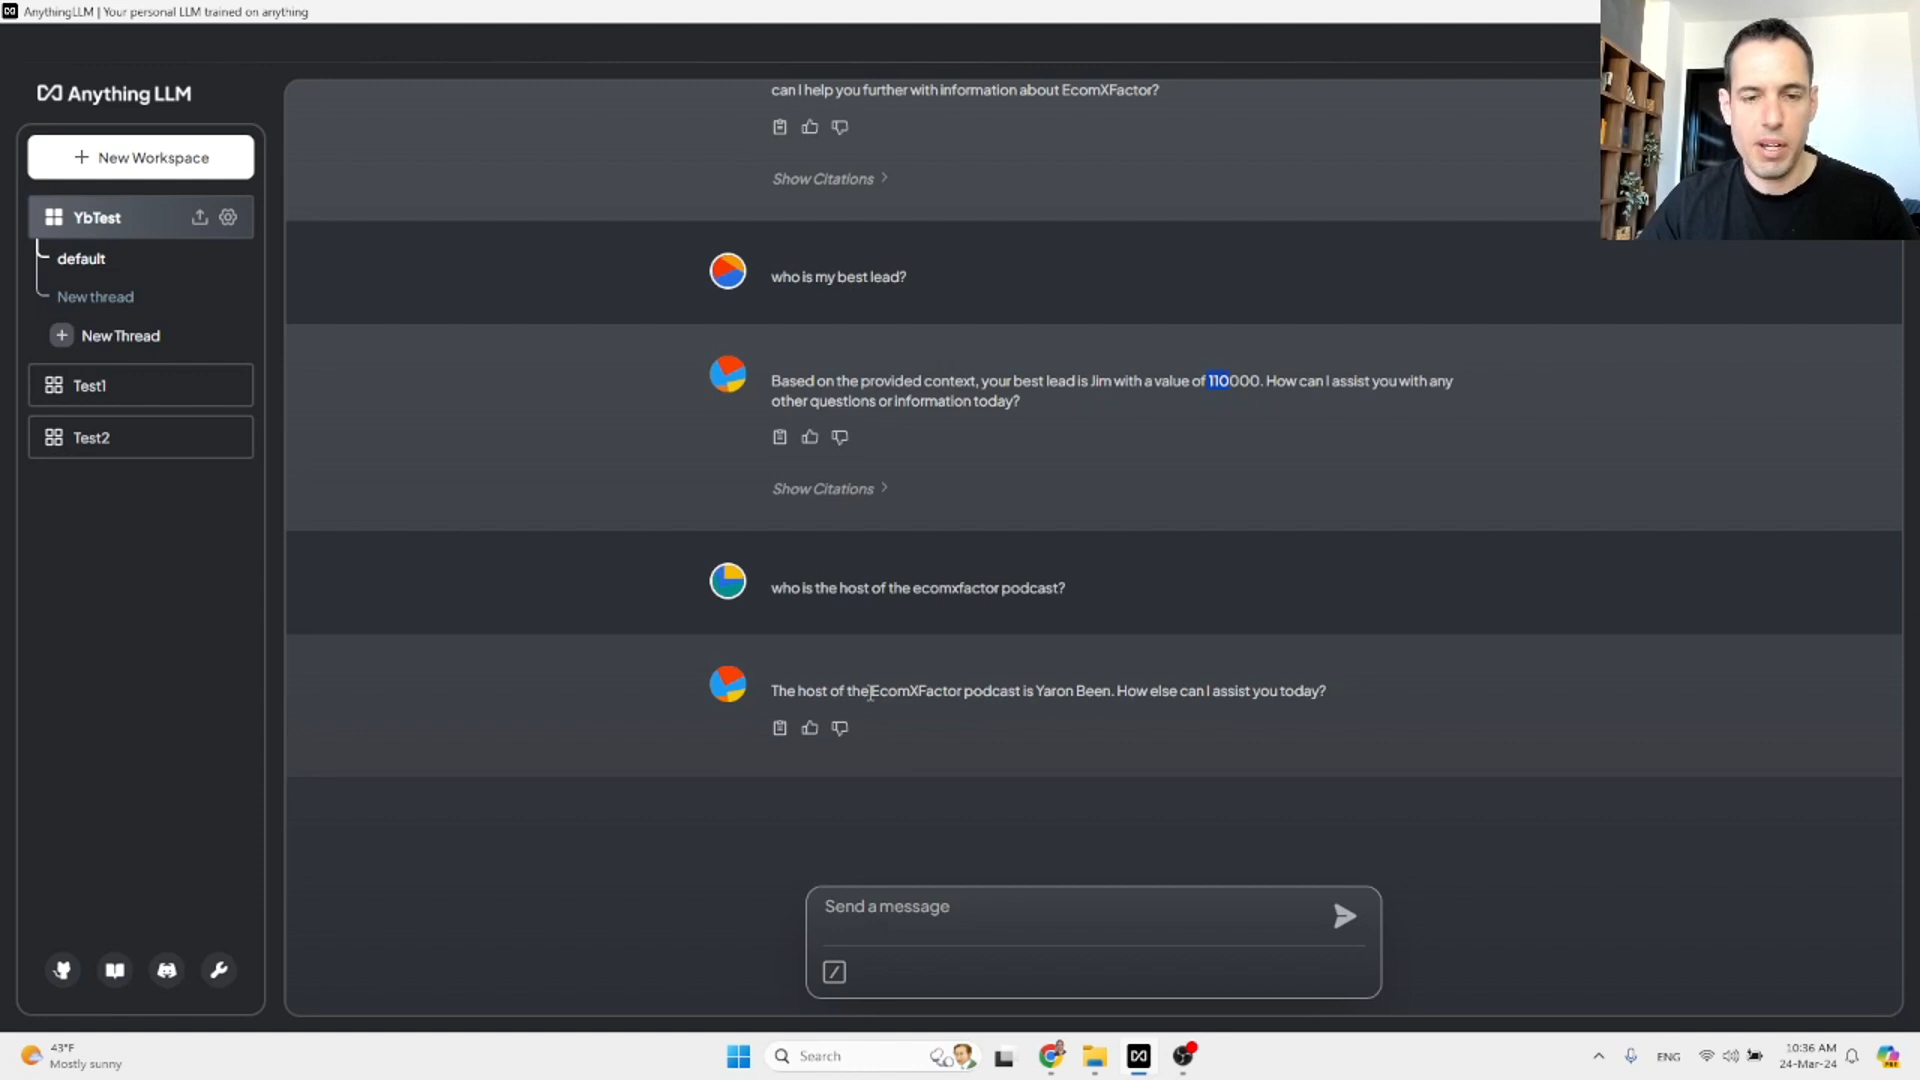 AnythingLLM | Your personal LLM trained on anything
Anything LLM
New Workspace
YbTest
default
New thread
New Thread
Test1
Test2
can I help you further with information about EcomXFactor?
Show Citations
who is my best lead?
Based on the provided context, your best lead is Jim with a value of 110000. How can I assist you with any
other questions or information today?
Show Citations
who is the host of the ecomxfactor podcast?
The host of the EcomXFactor podcast is Yaron Been. How else can I assist you today?
Send a message
43°F
Mostly sunny
Search
ENG
10:36 AM
24-Mar-24